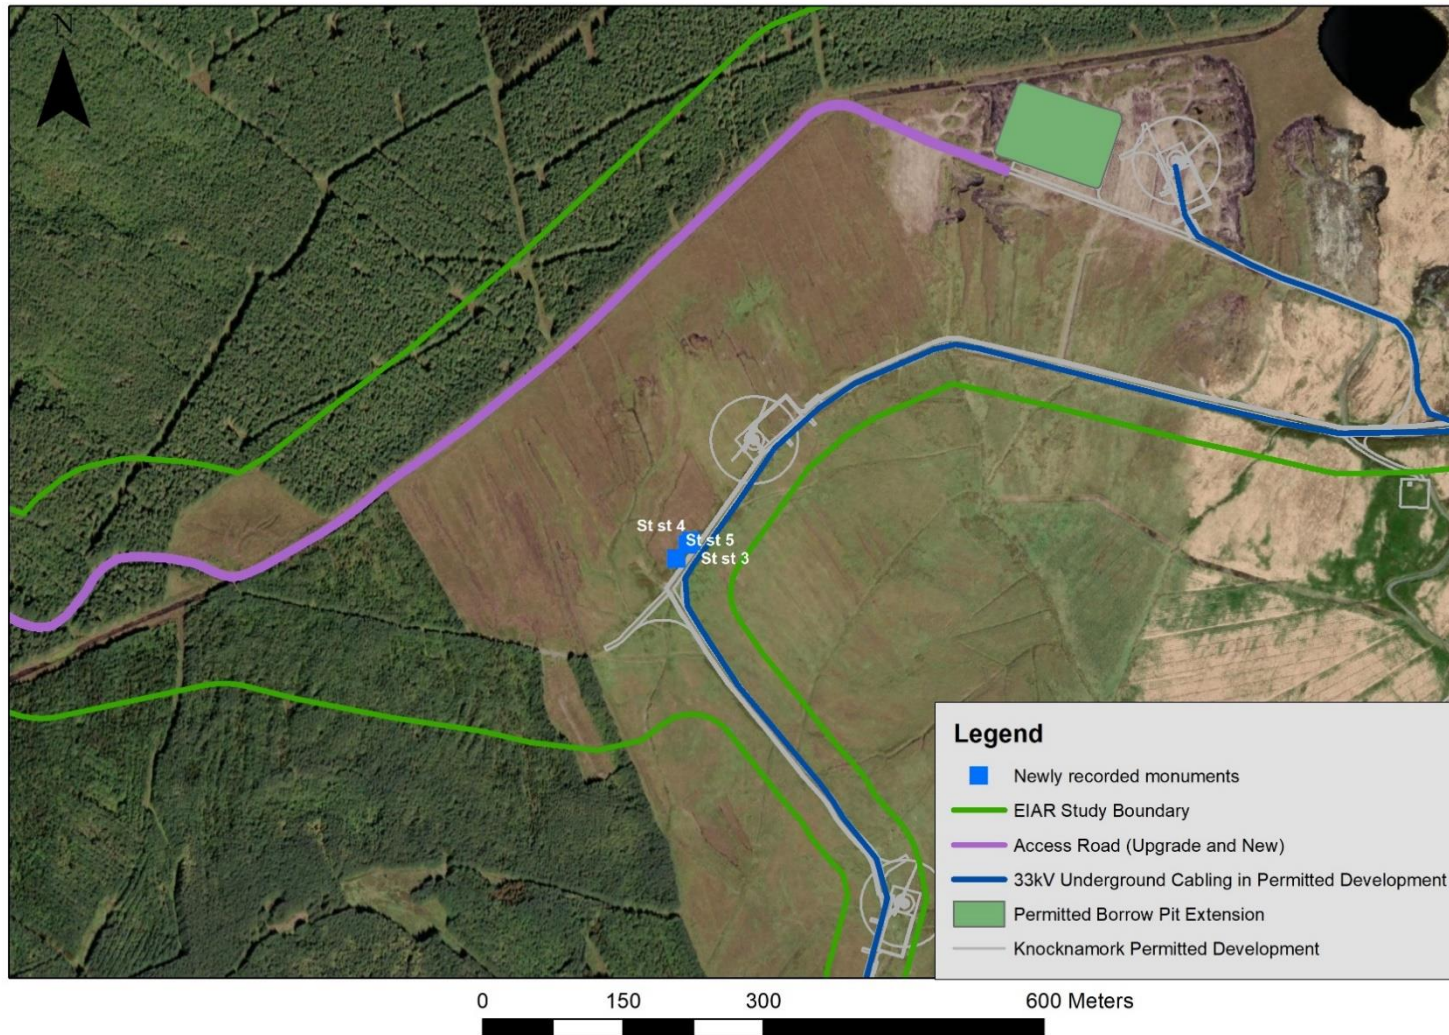 N
St st 4
St st 5
St st 3
Legend
Newly recorded monuments
EIAR Study Boundary
Access Road (Upgrade and New)
33kV Underground Cabling in Permitted Development
Permitted Borrow Pit Extension
Knocknamork Permitted Development
0 150 300 600 Meters